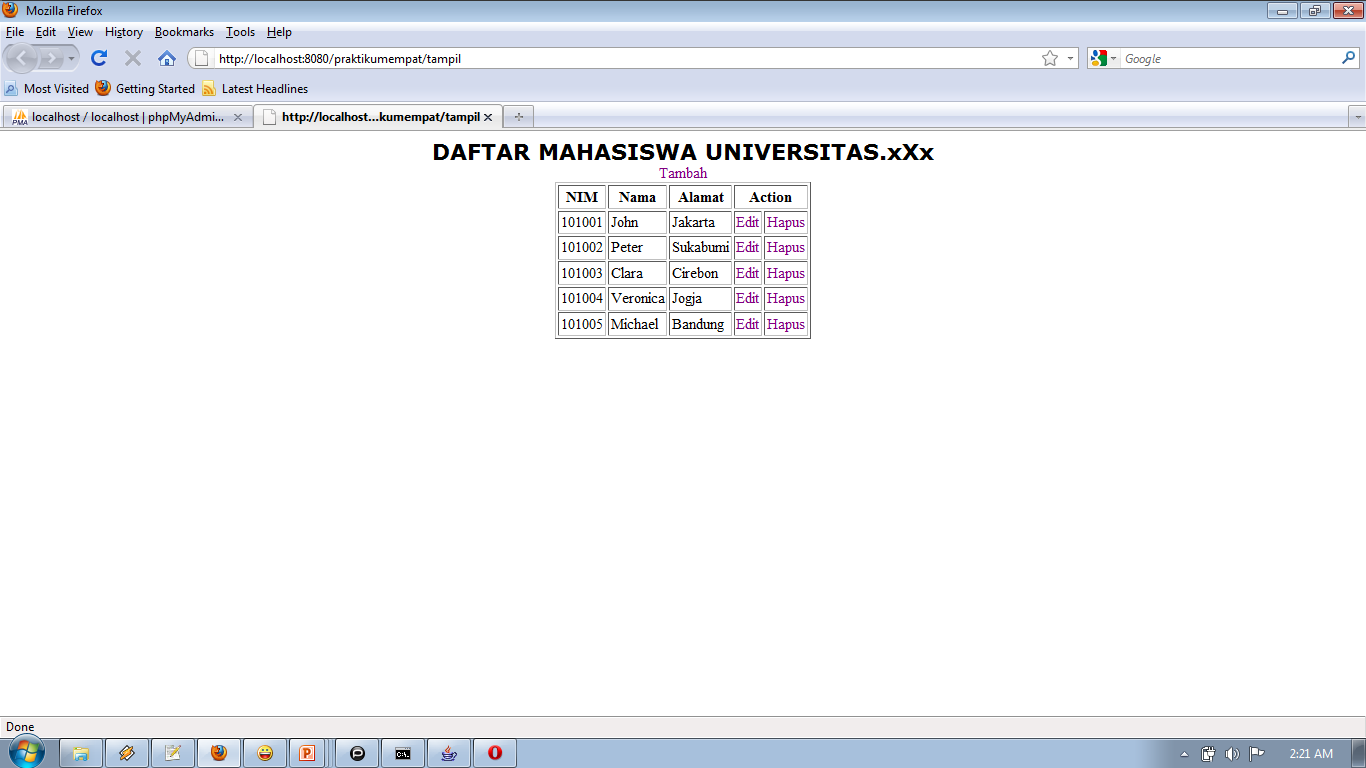 Mozilla Firefox
File Edit View History Bookmarks Tools Help
http://localhost:8080/praktikumempat/tampil
Google
Most Visited Getting Started Latest Headlines
localhost / localhost | phpMyAdmi... http://localhost...kumempat/tampil
DAFTAR MAHASISWA UNIVERSITAS.xXx
Tambah
NIM Nama Alamat Action
101001 John Jakarta Edit Hapus
101002 Peter Sukabumi Edit Hapus
101003 Clara Cirebon Edit Hapus
101004 Veronica Jogja Edit Hapus
101005 Michael Bandung Edit Hapus
Done
2:21 AM